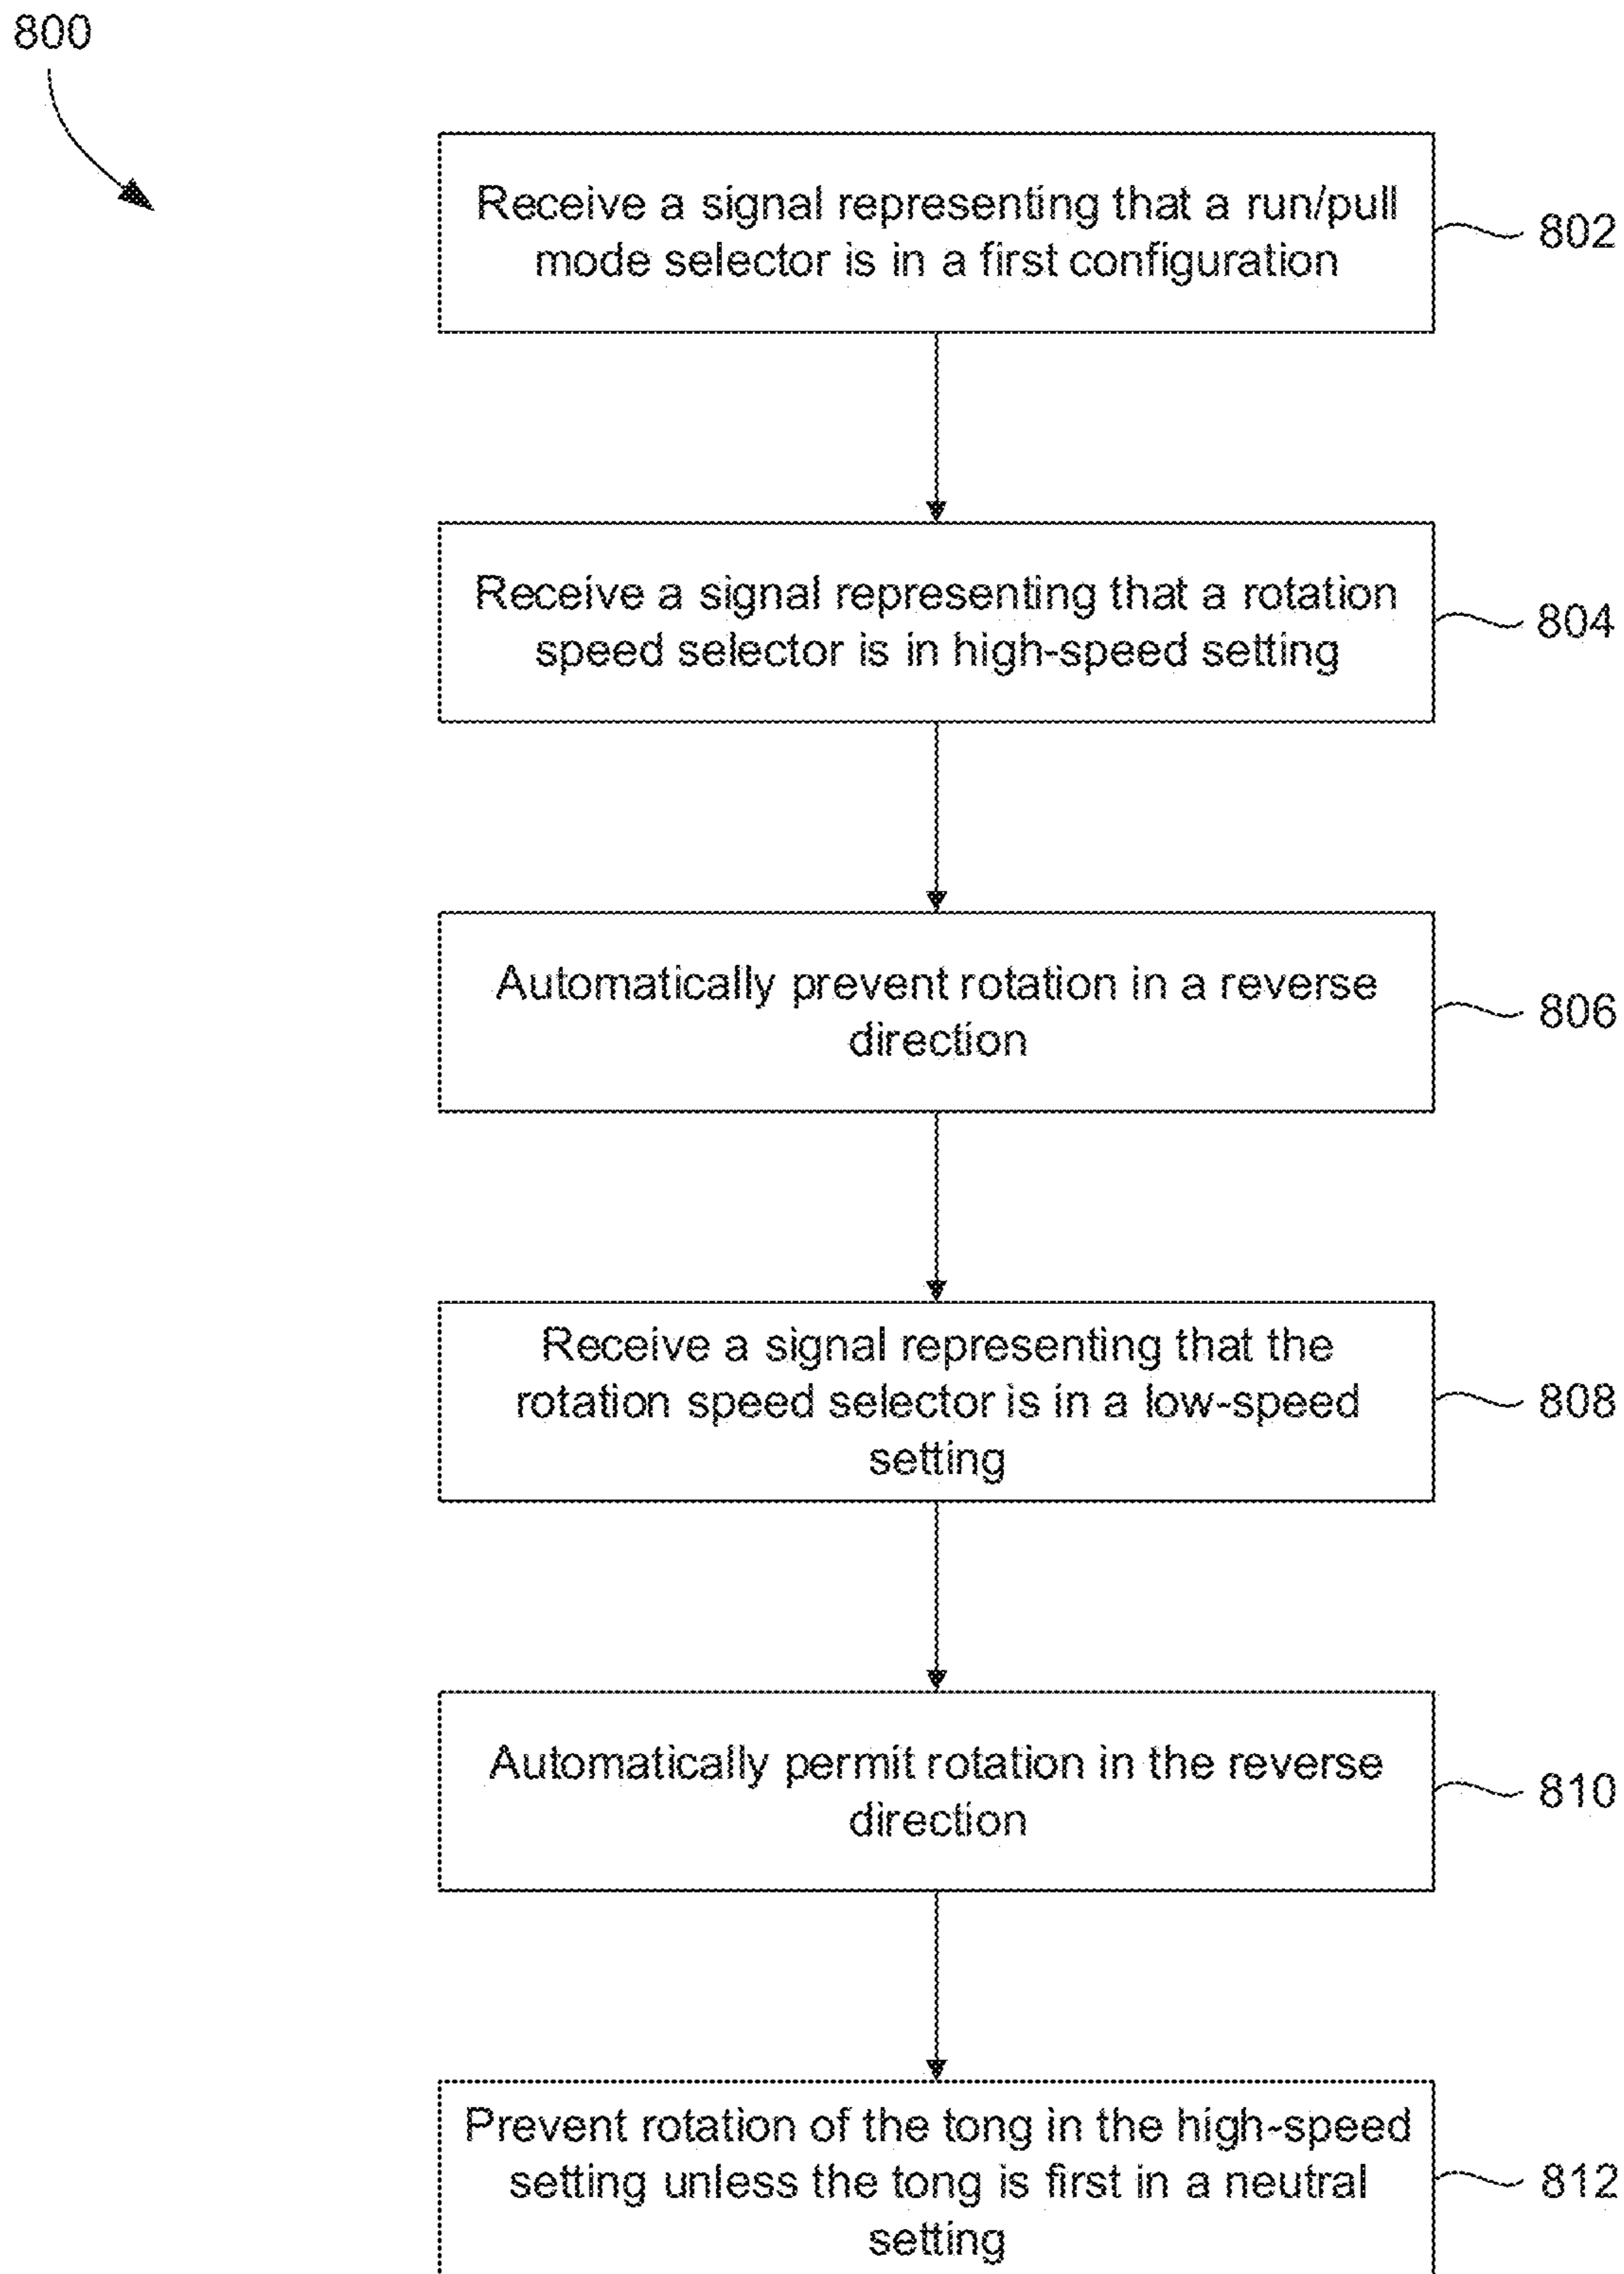 800
Receive a signal representing that a run/pull
mode selector is in a first configuration
802
Receive a signal representing that a rotation
speed selector is in high-speed setting
804
Automatically prevent rotation in a reverse
direction
806
Receive a signal representing that the
rotation speed selector is in a low-speed
setting
808
Automatically permit rotation in the reverse
direction
810
Prevent rotation of the tong in the high-speed
setting unless the tong is first in a neutral
setting
812